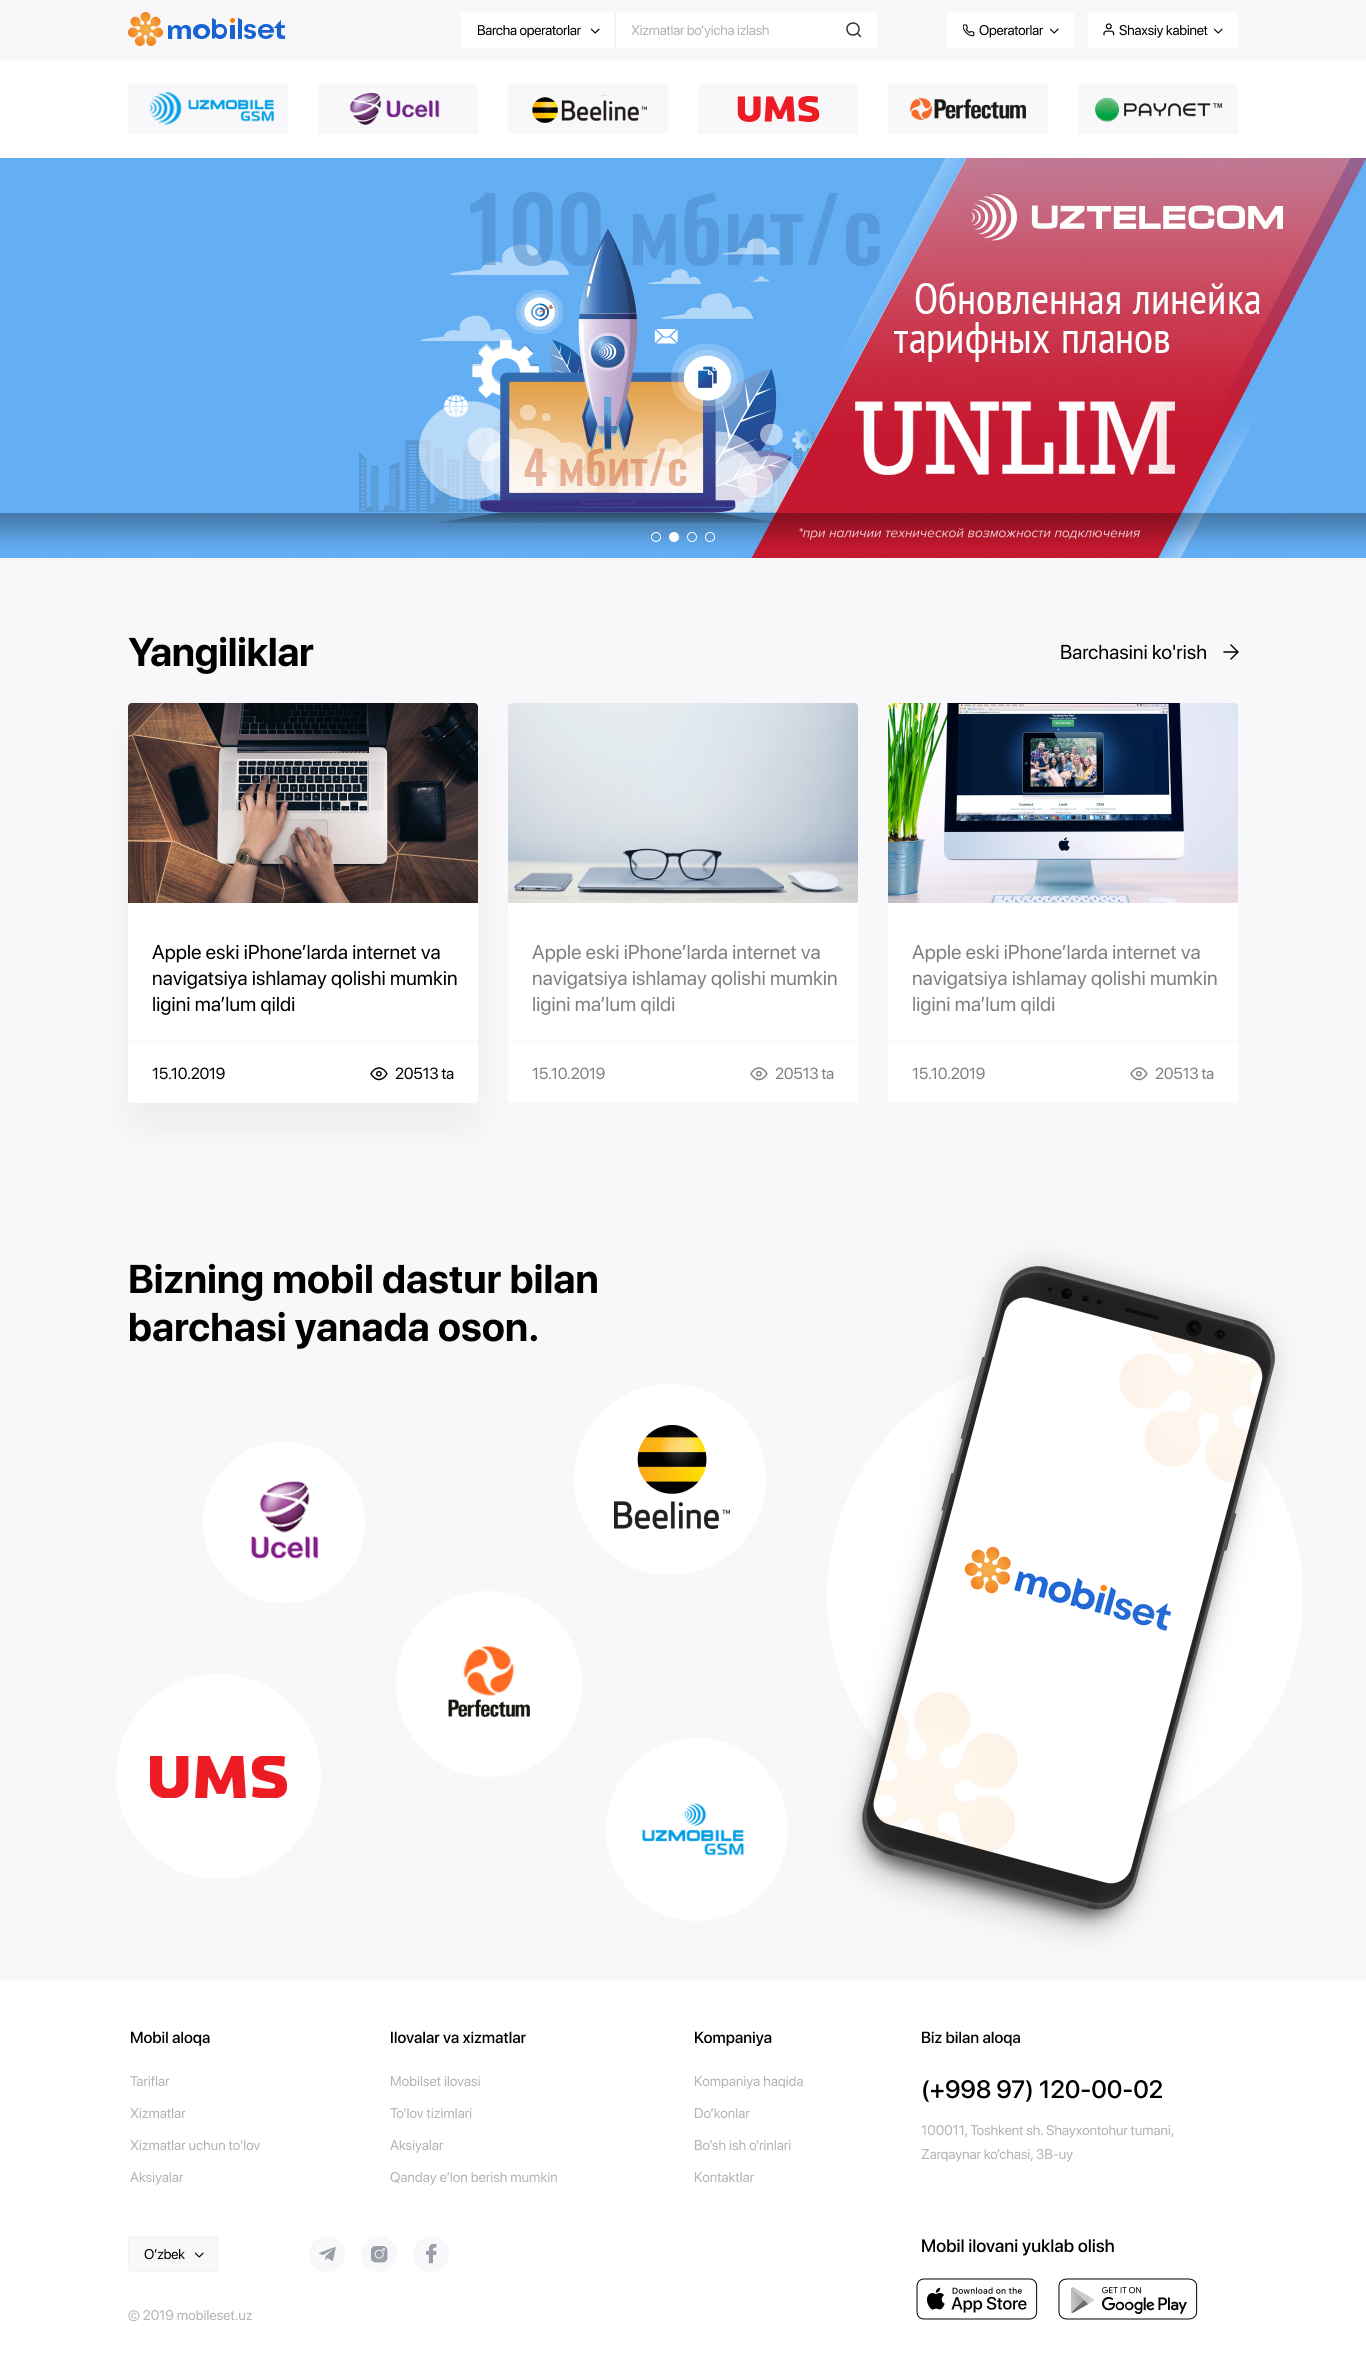 mobilset
Barcha operatorlar
Xizmatlar bo‘yicha izlash
Operatorlar
Shaxsiy kabinet
UZMOBILE
GSM
Ucell
Beeline™
UMS
Perfectum
PAYNET™
100 мбит/с
UZTELECOM
Обновленная линейка
тарифных планов
UNLIM
4 мбит/с
*при наличии технической возможности подключения
Yangiliklar
Barchasini ko'rish
Apple eski iPhone’larda internet va
navigatsiya ishlamay qolishi mumkin
ligini ma’lum qildi
15.10.2019
20513 ta
Apple eski iPhone’larda internet va
navigatsiya ishlamay qolishi mumkin
ligini ma’lum qildi
15.10.2019
20513 ta
Apple eski iPhone’larda internet va
navigatsiya ishlamay qolishi mumkin
ligini ma’lum qildi
15.10.2019
20513 ta
Bizning mobil dastur bilan
barchasi yanada oson.
Ucell
Beeline™
Perfectum
UMS
UZMOBILE
GSM
mobilset
Mobil aloqa
Tariflar
Xizmatlar
Xizmatlar uchun to‘lov
Aksiyalar
Ilovalar va xizmatlar
Mobilset ilovasi
To‘lov tizimlari
Aksiyalar
Qanday e’lon berish mumkin
Kompaniya
Kompaniya haqida
Do‘konlar
Bo‘sh ish o‘rinlari
Kontaktlar
Biz bilan aloqa
(+998 97) 120-00-02
100011, Toshkent sh. Shayxontohur tumani,
Zarqaynar ko‘chasi, 3B-uy
O‘zbek
Mobil ilovani yuklab olish
Download on the
App Store
GET IT ON
Google Play
© 2019 mobileset.uz